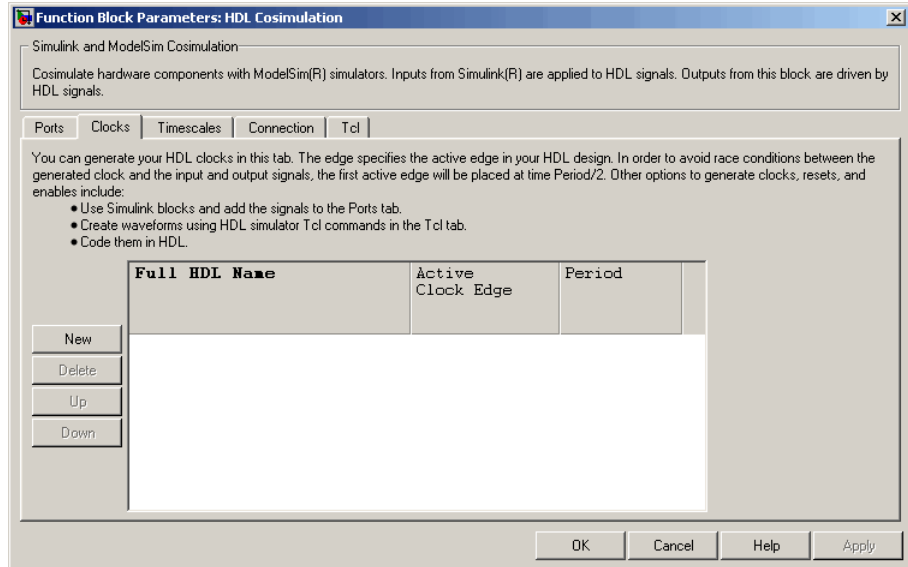 Function Block Parameters: HDL Cosimulation
Simulink and ModelSim Cosimulation
Cosimulate hardware components with ModelSim(R) simulators. Inputs from Simulink(R) are applied to HDL signals. Outputs from this block are driven by
HDL signals.
Ports Clocks Timescales Connection Tcl
You can generate your HDL clocks in this tab. The edge specifies the active edge in your HDL design. In order to avoid race conditions between the
generated clock and the input and output signals, the first active edge will be placed at time Period/2. Other options to generate clocks, resets, and
enables include:
• Use Simulink blocks and add the signals to the Ports tab.
• Create waveforms using HDL simulator Tcl commands in the Tcl tab.
• Code them in HDL.
Full HDL Name Active Period
Clock Edge
New
Delete
Up
Down
OK Cancel Help Apply